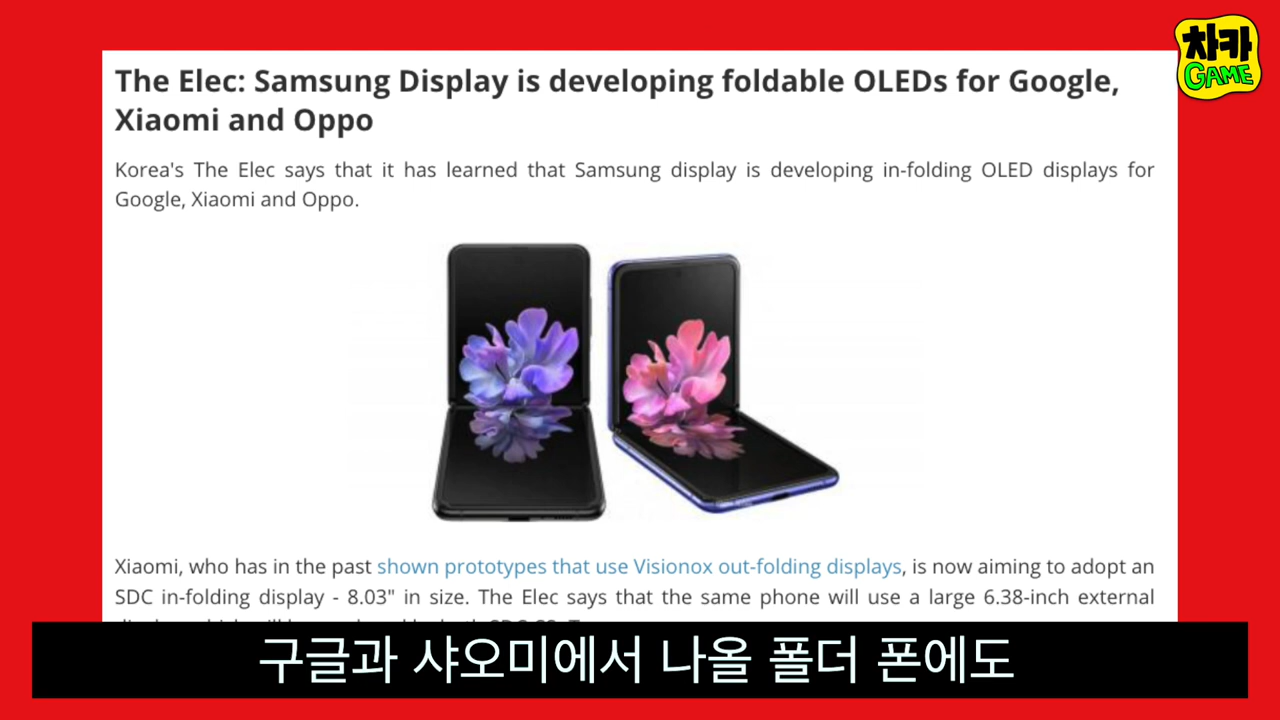 차카
GAME
The Elec: Samsung Display is developing foldable OLEDs for Google,
Xiaomi and Oppo
Korea's The Elec says that it has learned that Samsung display is developing in-folding OLED displays for
Google, Xiaomi and Oppo.
Xiaomi, who has in the past shown prototypes that use Visionox out-folding displays, is now aiming to adopt an
SDC in-folding display - 8.03" in size. The Elec says that the same phone will use a large 6.38-inch external
구글과 샤오미에서 나올 폴더 폰에도